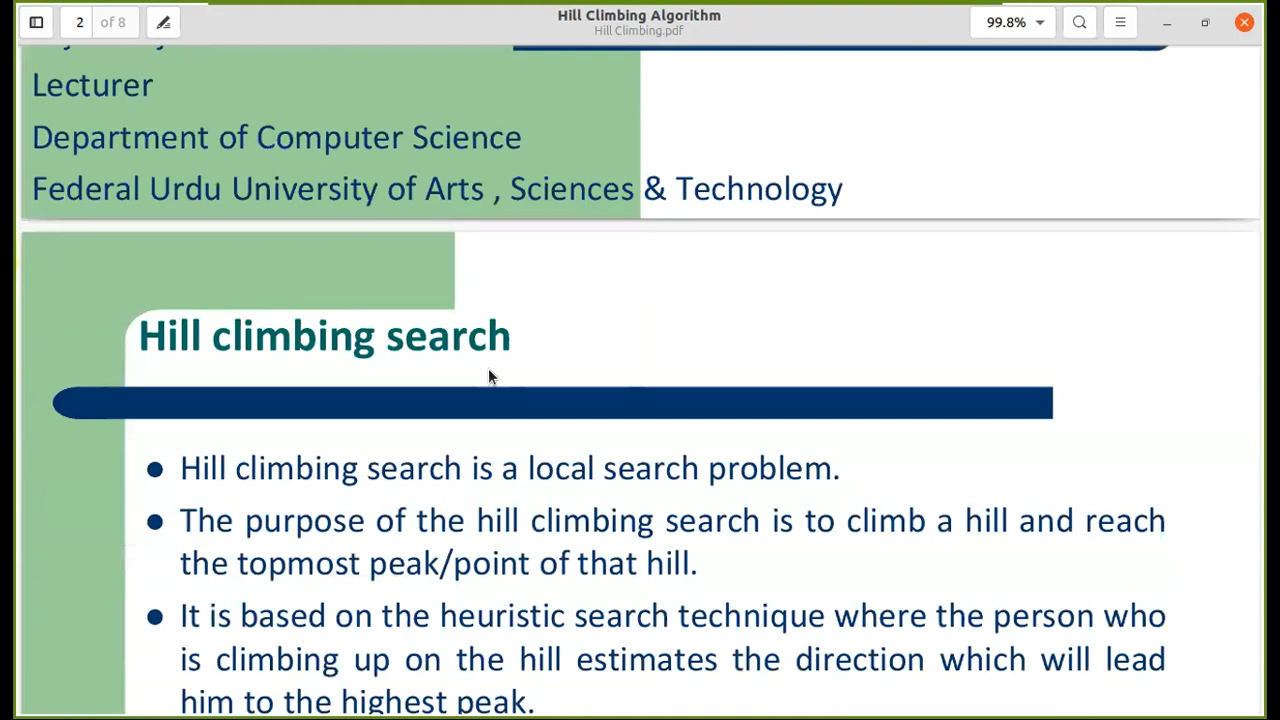 2 of 8
Hill Climbing Algorithm
Hill Climbing.pdf
99.8%
Lecturer
Department of Computer Science
Federal Urdu University of Arts , Sciences & Technology
Hill climbing search
● Hill climbing search is a local search problem.
● The purpose of the hill climbing search is to climb a hill and reach
the topmost peak/point of that hill.
● It is based on the heuristic search technique where the person who
is climbing up on the hill estimates the direction which will lead
him to the highest peak.